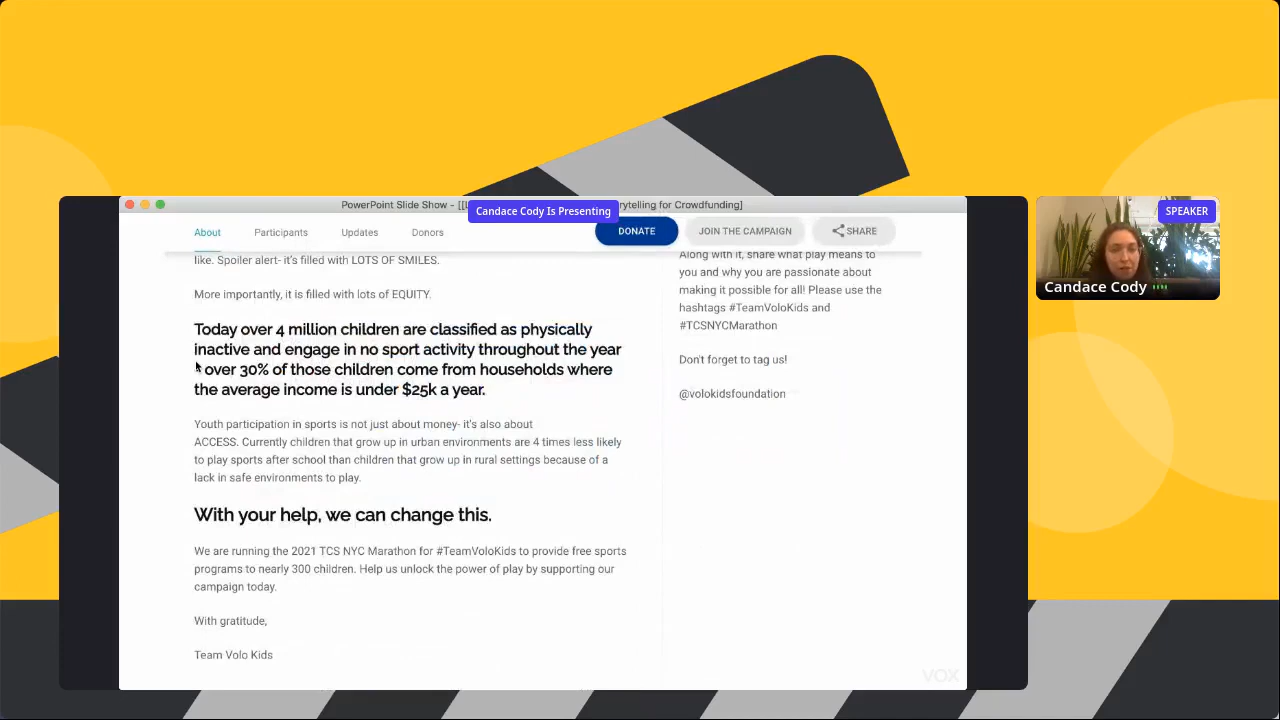 PowerPoint Slide Show - [[L
Candace Cody Is Presenting
rytelling for Crowdfunding]
SPEAKER
Candace Cody
About
Participants
Updates
Donors
DONATE
JOIN THE CAMPAIGN
SHARE
like. Spoiler alert- it's filled with LOTS OF SMILES.
More importantly, it is filled with lots of EQUITY.
Today over 4 million children are classified as physically
inactive and engage in no sport activity throughout the year
over 30% of those children come from households where
the average income is under $25k a year.
Youth participation in sports is not just about money- it's also about
ACCESS. Currently children that grow up in urban environments are 4 times less likely
to play sports after school than children that grow up in rural settings because of a
lack in safe environments to play.
With your help, we can change this.
We are running the 2021 TCS NYC Marathon for #TeamVoloKids to provide free sports
programs to nearly 300 children. Help us unlock the power of play by supporting our
campaign today.
With gratitude,
Team Volo Kids
Along with it, share what play means to
you and why you are passionate about
making it possible for all! Please use the
hashtags #TeamVoloKids and
#TCSNYCMarathon
Don't forget to tag us!
@volokidsfoundation
VOX